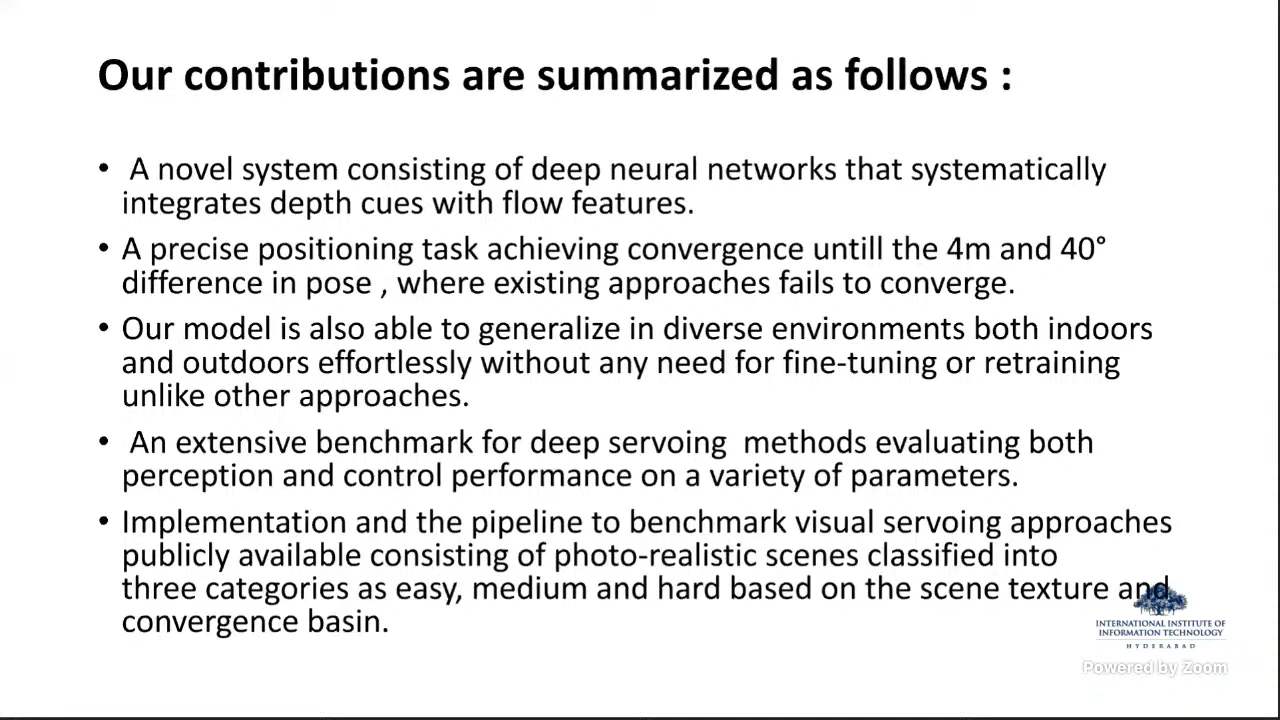 Our contributions are summarized as follows :
• A novel system consisting of deep neural networks that systematically
integrates depth cues with flow features.
• A precise positioning task achieving convergence untill the 4m and 40°
difference in pose , where existing approaches fails to converge.
• Our model is also able to generalize in diverse environments both indoors
and outdoors effortlessly without any need for fine-tuning or retraining
unlike other approaches.
• An extensive benchmark for deep servoing  methods evaluating both
perception and control performance on a variety of parameters.
• Implementation and the pipeline to benchmark visual servoing approaches
publicly available consisting of photo-realistic scenes classified into
three categories as easy, medium and hard based on the scene texture and
convergence basin.
INTERNATIONAL INSTITUTE OF
INFORMATION TECHNOLOGY
HYDERABAD
Powered by Zoom